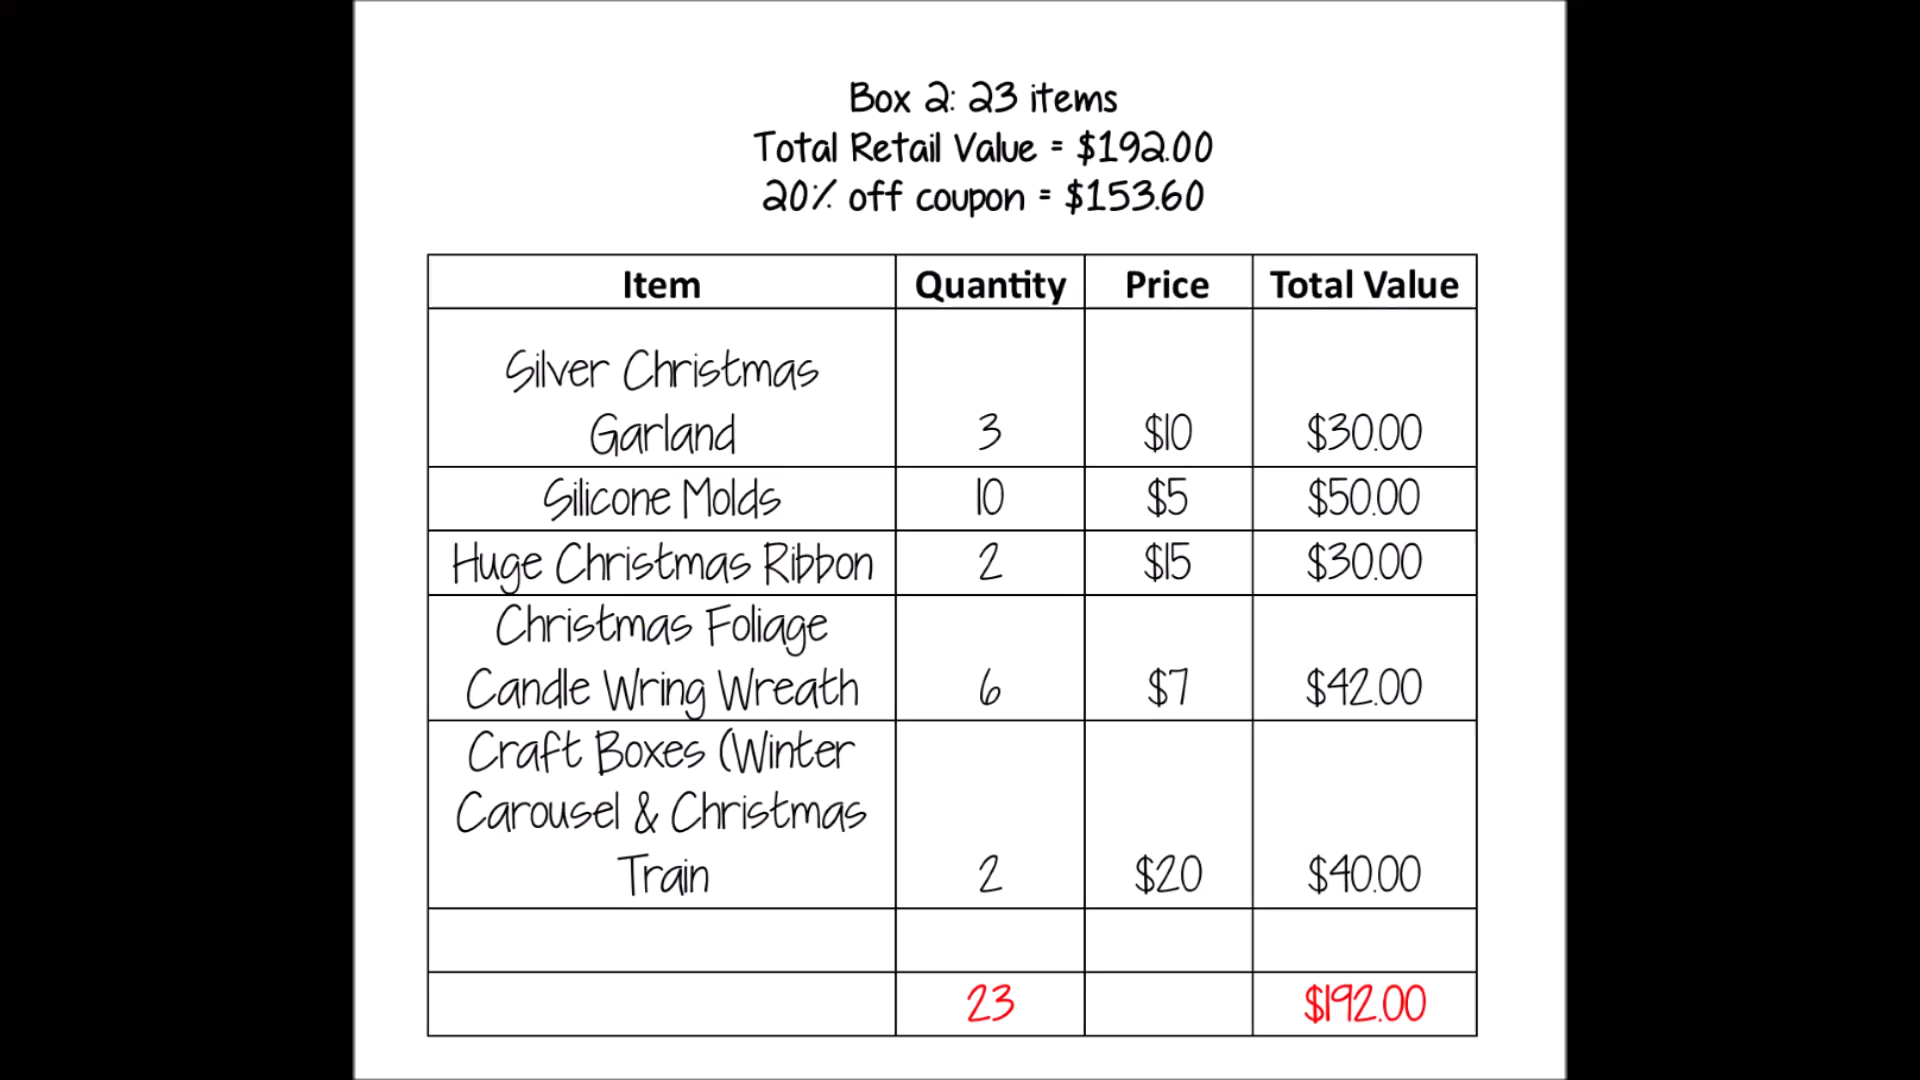 Box 2: 23 items
Total Retail Value = $192.00
20% off coupon = $153.60
Item Quantity Price Total Value
Silver Christmas
Garland 3 $10 $30.00
Silicone Molds 10 $5 $50.00
Huge Christmas Ribbon 2 $15 $30.00
Christmas Foliage
Candle Wring Wreath 6 $7 $42.00
Craft Boxes (Winter
Carousel & Christmas
Train 2 $20 $40.00
23 $192.00